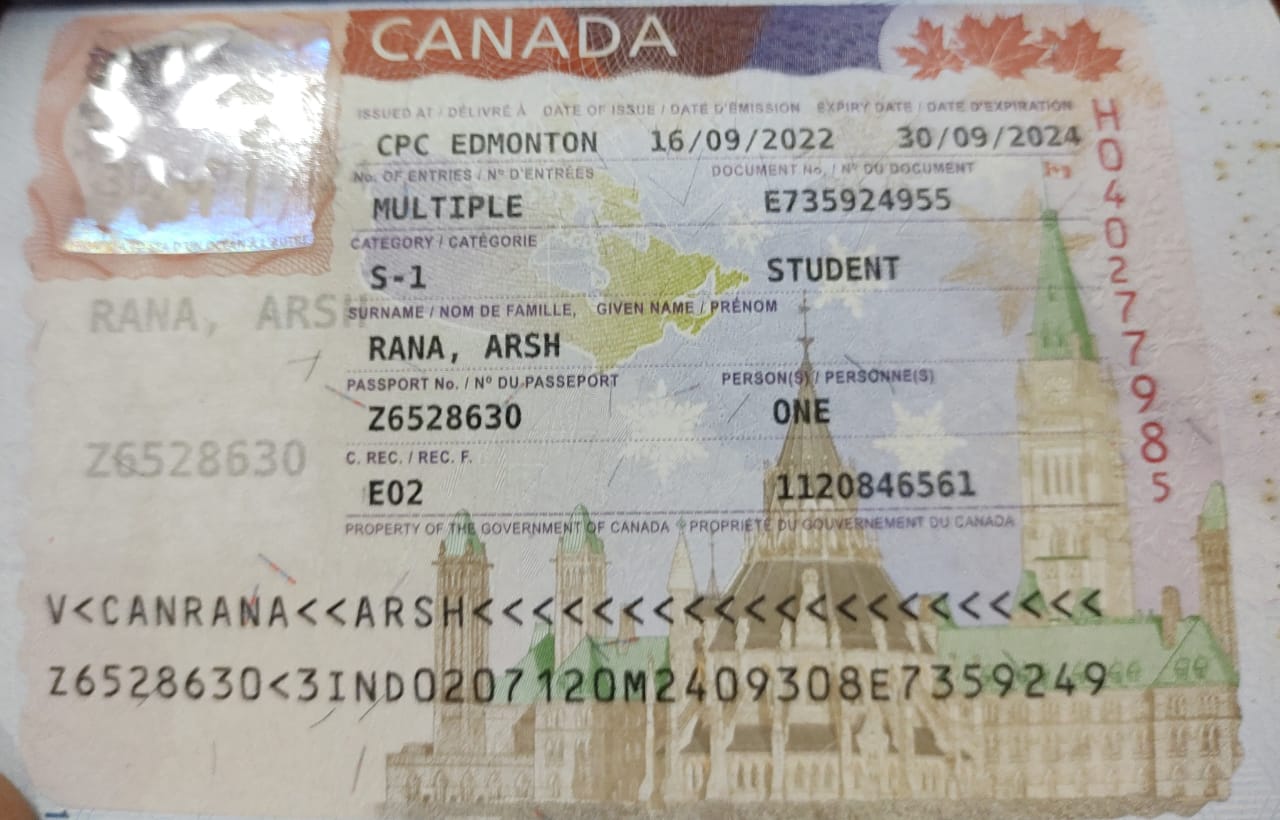 CANADA
ISSUED AT / DÉLIVRÉ À DATE OF ISSUE / DATE D'ÉMISSION EXPIRY DATE / DATE D'EXPIRATION
CPC EDMONTON 16/09/2022 30/09/2024
No. OF ENTRIES / Nº D'ENTRÉES DOCUMENT No. / Nº DU DOCUMENT
MULTIPLE E735924955
CATEGORY / CATÉGORIE
S-1 STUDENT
SURNAME / NOM DE FAMILLE, GIVEN NAME / PRÉNOM
RANA, ARSH
RANA, ARSH
PASSPORT No. / Nº DU PASSEPORT PERSON(S) / PERSONNE(S)
Z6528630 ONE
Z6528630
C. REC. / REC. F.
E02 1120846561
PROPERTY OF THE GOVERNMENT OF CANADA PROPRIÉTÉ DU GOUVERNEMENT DU CANADA
H040277985
V<CANRANA<<ARSH<<<<<<<<<<<<<<<<<<<<<
Z6528630<3IND0207120M2409308E7359249